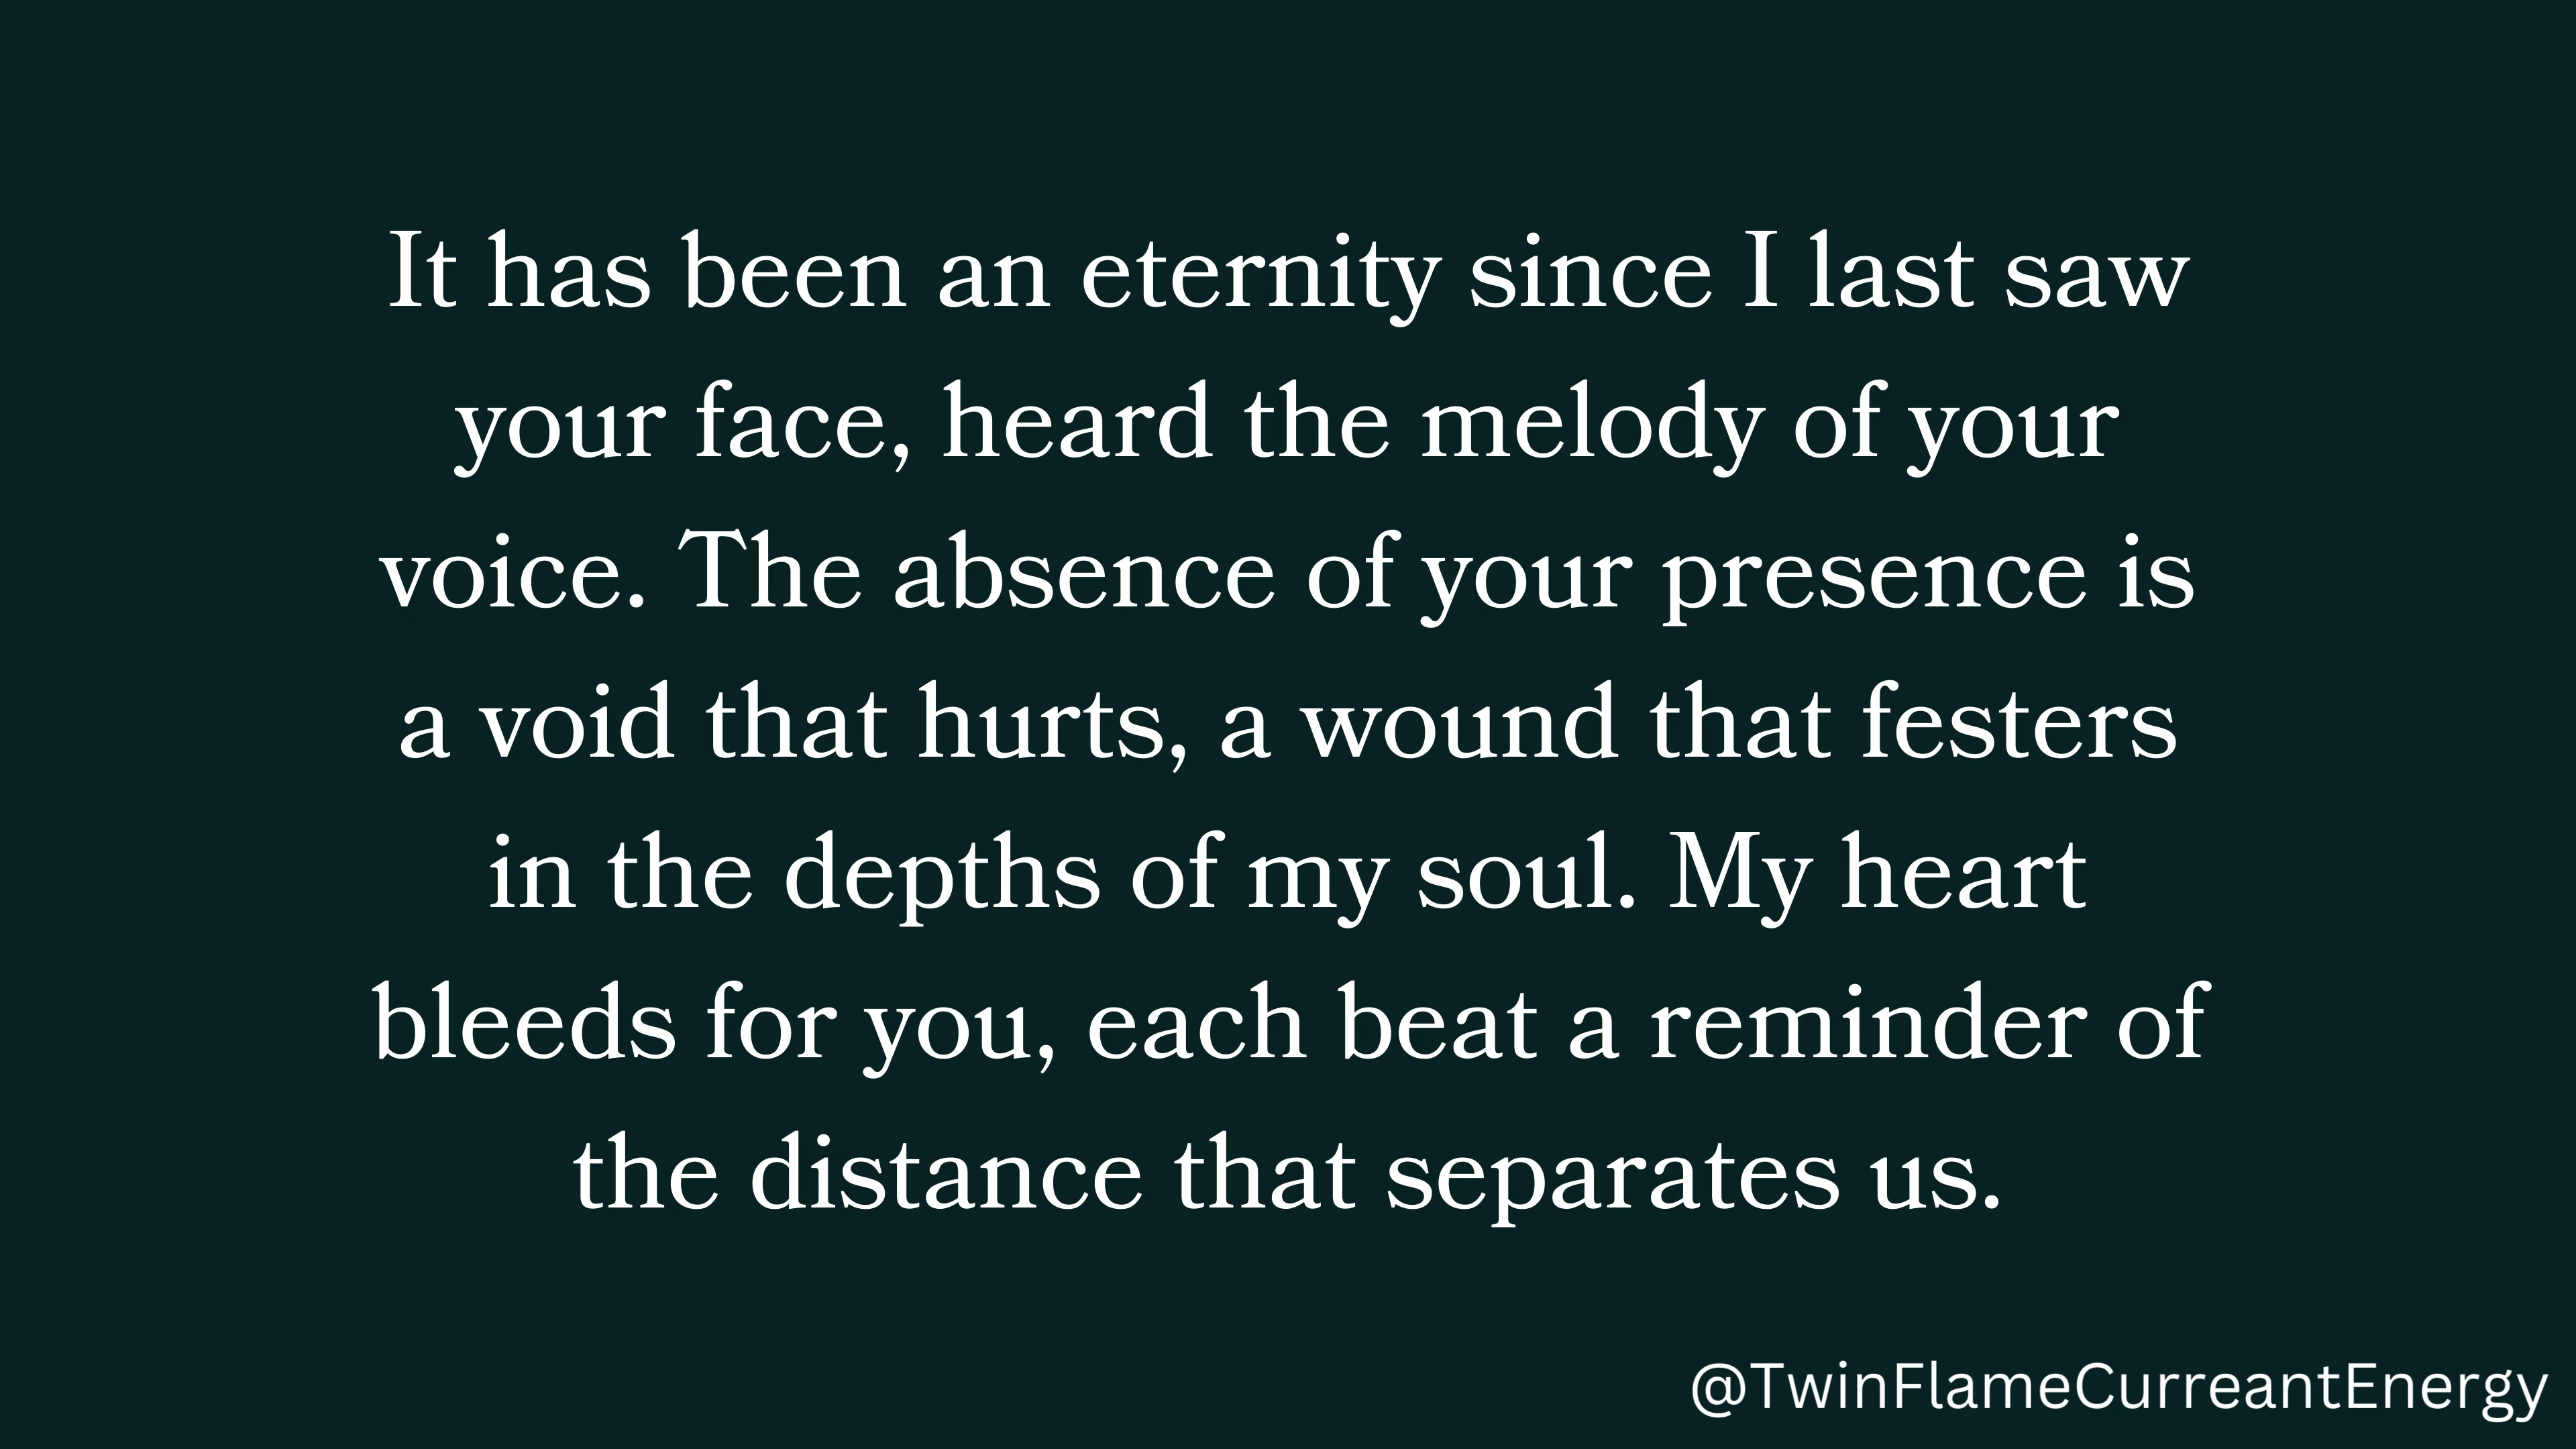 It has been an eternity since I last saw
your face, heard the melody of your
voice. The absence of your presence is
a void that hurts, a wound that festers
in the depths of my soul. My heart
bleeds for you, each beat a reminder of
the distance that separates us.
@TwinFlameCurreantEnergy